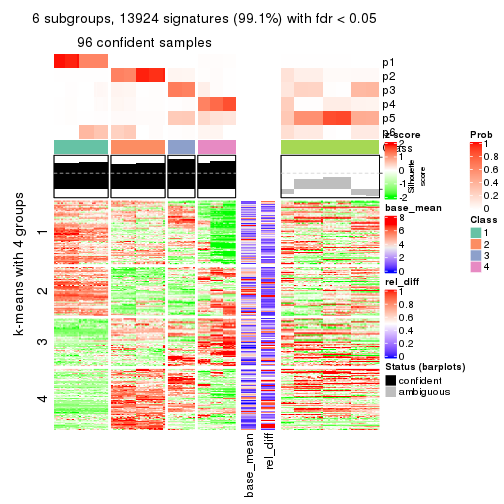 6 subgroups, 13924 signatures (99.1%) with fdr < 0.05
96 confident samples
p1
p2
p3
p4
p5
p6
Class
k-means with 4 groups
1
2
3
4
base_mean
rel_diff
z-score
2
1
0
-1
-2
Silhouette
score
base_mean
8
6
4
2
0
rel_diff
1
0.8
0.6
0.4
0.2
0
Status (barplots)
confident
ambiguous
Prob
1
0.8
0.6
0.4
0.2
0
Class
1
2
3
4